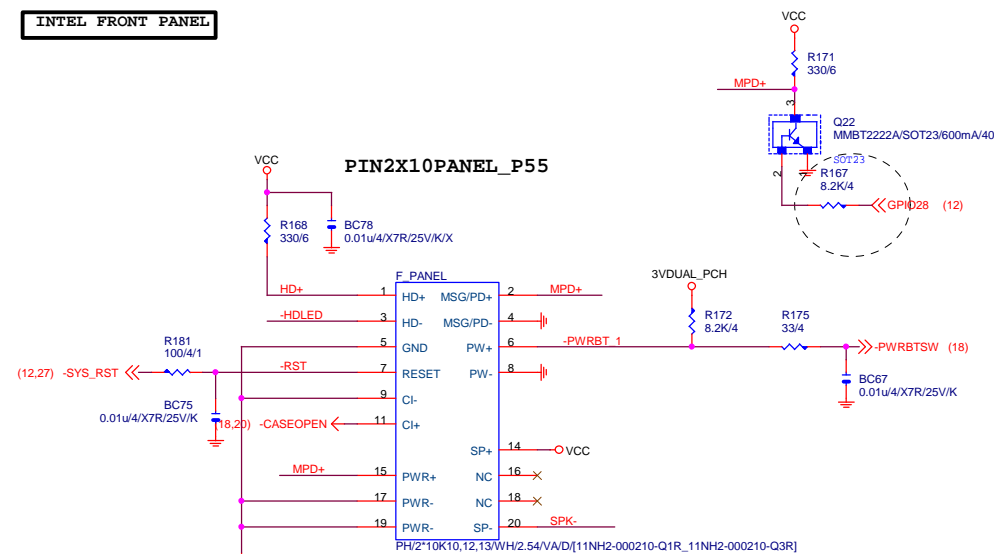 INTEL FRONT PANEL
VCC
R171
330/6
MPD+
3
Q22
MMBT2222A/SOT23/600mA/40
SOT23
2
R167
8.2K/4
GPIO28 (12)
PIN2X10PANEL_P55
VCC
R168
330/6
BC78
0.01u/4/X7R/25V/K/X
F_PANEL
HD+ 1 HD+ MSG/PD+ 2 MPD+
-HDLED 3 HD- MSG/PD- 4
5 GND PW+ 6 -PWRBT_1
3VDUAL_PCH
R172
8.2K/4
R175
33/4
-PWRBTSW (18)
BC67
0.01u/4/X7R/25V/K
R181
100/4/1
(12,27) -SYS_RST
-RST 7 RESET PW- 8
9 CI-
BC75
0.01u/4/X7R/25V/K
(18,20) -CASEOPEN 11 CI+
SP+ 14 VCC
MPD+ 15 PWR+ NC 16
17 PWR- NC 18
19 PWR- SP- 20 SPK-
PH/2*10K10,12,13/WH/2.54/VA/D/[11NH2-000210-Q1R_11NH2-000210-Q3R]